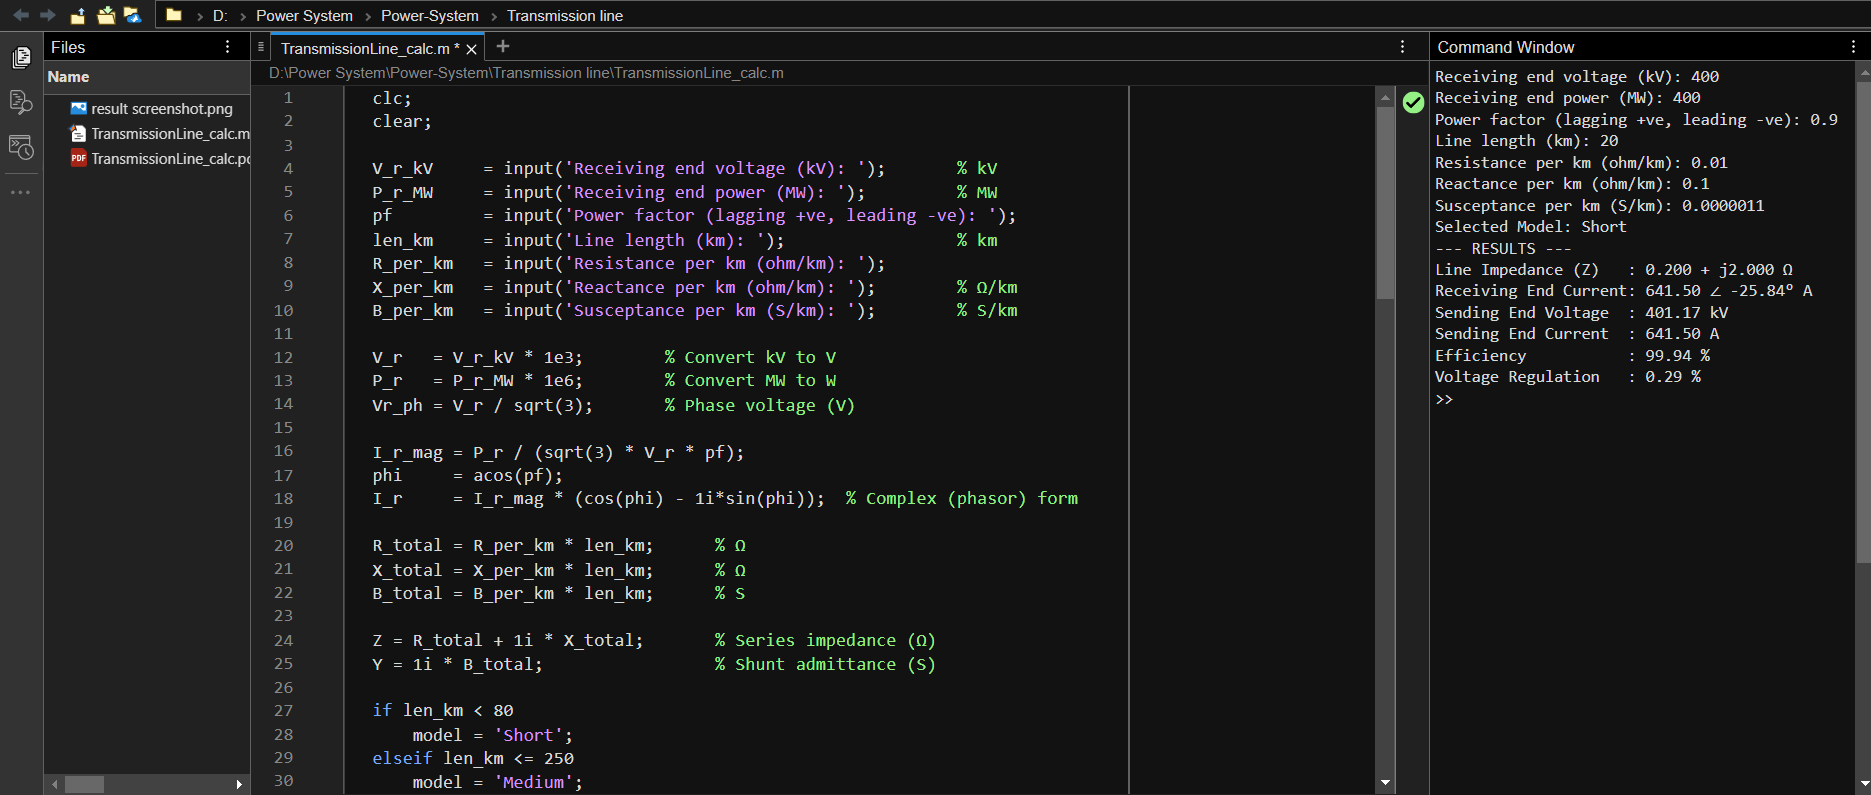 D: Power System Power-System Transmission line
Files
Name
result screenshot.png
TransmissionLine_calc.m
PDF TransmissionLine_calc.pd
TransmissionLine_calc.m *
D:\Power System\Power-System\Transmission line\TransmissionLine_calc.m
1 clc;
2 clear;
3
4 V_r_kV = input('Receiving end voltage (kV): '); % kV
5 P_r_MW = input('Receiving end power (MW): '); % MW
6 pf = input('Power factor (lagging +ve, leading -ve): ');
7 len_km = input('Line length (km): '); % km
8 R_per_km = input('Resistance per km (ohm/km): ');
9 X_per_km = input('Reactance per km (ohm/km): '); % Ω/km
10 B_per_km = input('Susceptance per km (S/km): '); % S/km
11
12 V_r = V_r_kV * 1e3; % Convert kV to V
13 P_r = P_r_MW * 1e6; % Convert MW to W
14 Vr_ph = V_r / sqrt(3); % Phase voltage (V)
15
16 I_r_mag = P_r / (sqrt(3) * V_r * pf);
17 phi = acos(pf);
18 I_r = I_r_mag * (cos(phi) - 1i*sin(phi)); % Complex (phasor) form
19
20 R_total = R_per_km * len_km; % Ω
21 X_total = X_per_km * len_km; % Ω
22 B_total = B_per_km * len_km; % S
23
24 Z = R_total + 1i * X_total; % Series impedance (Ω)
25 Y = 1i * B_total; % Shunt admittance (S)
26
27 if len_km < 80
28 model = 'Short';
29 elseif len_km <= 250
30 model = 'Medium';
Command Window
Receiving end voltage (kV): 400
Receiving end power (MW): 400
Power factor (lagging +ve, leading -ve): 0.9
Line length (km): 20
Resistance per km (ohm/km): 0.01
Reactance per km (ohm/km): 0.1
Susceptance per km (S/km): 0.0000011
Selected Model: Short
--- RESULTS ---
Line Impedance (Z) : 0.200 + j2.000 Ω
Receiving End Current: 641.50 ∠ -25.84° A
Sending End Voltage : 401.17 kV
Sending End Current : 641.50 A
Efficiency : 99.94 %
Voltage Regulation : 0.29 %
>>